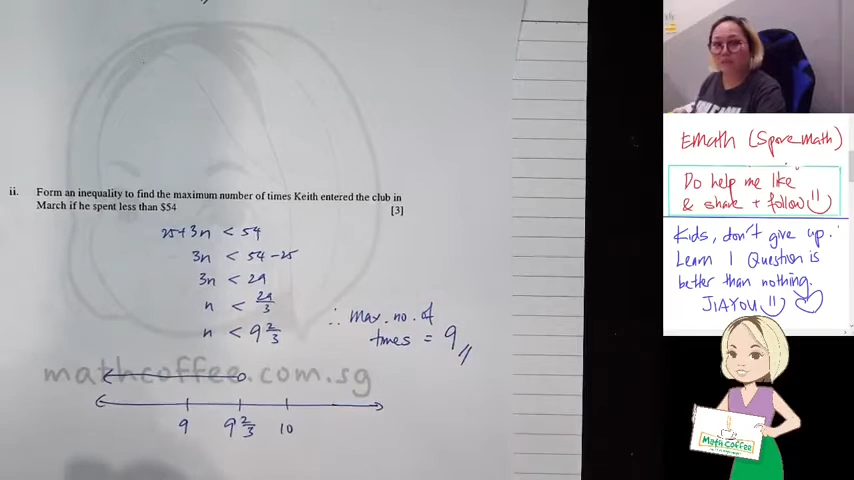 ii. Form an inequality to find the maximum number of times Keith entered the club in
March if he spent less than $54
[3]
25+3n < 54
3n < 54-25
3n < 29
n < 29/3
n < 9 2/3
∴ max. no. of
times = 9
mathcoffee.com.sg
9 9 2/3 10
Emath (Spore math)
Do help me like
& share + follow
Kids, don't give up.
Learn 1 Question is
better than nothing.
JIAYOU
MathCoffee